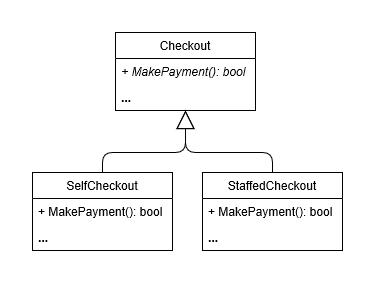 Checkout
+ MakePayment(): bool
...
SelfCheckout
+ MakePayment(): bool
...
StaffedCheckout
+ MakePayment(): bool
...